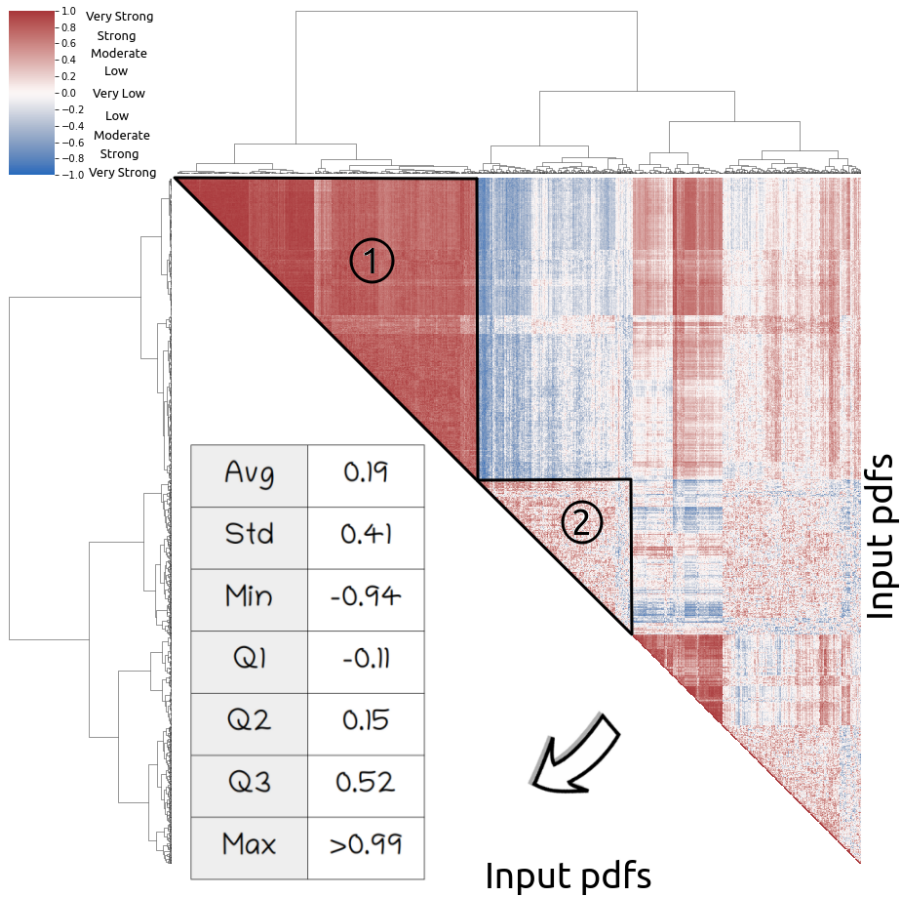 1.0 Very Strong
0.8 Strong
0.6 Moderate
0.4 Low
0.2
0.0 Very Low
−0.2 Low
−0.4 Moderate
−0.6 Strong
−0.8
−1.0 Very Strong
1
2
Avg 0.19
Std 0.41
Min -0.94
Q1 -0.11
Q2 0.15
Q3 0.52
Max >0.99
Input pdfs
Input pdfs